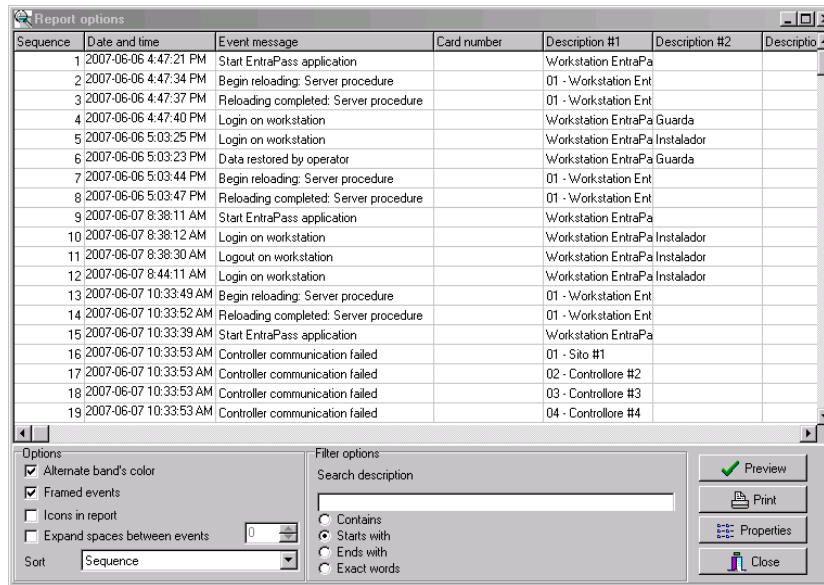 Report options
Sequence Date and time Event message Card number Description #1 Description #2 Descriptio
1 2007-06-06 4:47:21 PM Start EntraPass application Workstation EntraPa
2 2007-06-06 4:47:34 PM Begin reloading: Server procedure 01 - Workstation Ent
3 2007-06-06 4:47:37 PM Reloading completed: Server procedure 01 - Workstation Ent
4 2007-06-06 4:47:40 PM Login on workstation Workstation EntraPa Guarda
5 2007-06-06 5:03:25 PM Login on workstation Workstation EntraPa Instalador
6 2007-06-06 5:03:23 PM Data restored by operator Workstation EntraPa Guarda
7 2007-06-06 5:03:44 PM Begin reloading: Server procedure 01 - Workstation Ent
8 2007-06-06 5:03:47 PM Reloading completed: Server procedure 01 - Workstation Ent
9 2007-06-07 8:38:11 AM Start EntraPass application Workstation EntraPa
10 2007-06-07 8:38:12 AM Login on workstation Workstation EntraPa Instalador
11 2007-06-07 8:38:30 AM Logout on workstation Workstation EntraPa Instalador
12 2007-06-07 8:44:11 AM Login on workstation Workstation EntraPa Instalador
13 2007-06-07 10:33:49 AM Begin reloading: Server procedure 01 - Workstation Ent
14 2007-06-07 10:33:52 AM Reloading completed: Server procedure 01 - Workstation Ent
15 2007-06-07 10:33:39 AM Start EntraPass application Workstation EntraPa
16 2007-06-07 10:33:53 AM Controller communication failed 01 - Sito #1
17 2007-06-07 10:33:53 AM Controller communication failed 02 - Controllore #2
18 2007-06-07 10:33:53 AM Controller communication failed 03 - Controllore #3
19 2007-06-07 10:33:53 AM Controller communication failed 04 - Controllore #4
Options
Alternate band's color
Framed events
Icons in report
Expand spaces between events 0
Sort Sequence
Filter options
Search description
Contains
Starts with
Ends with
Exact words
Preview
Print
Properties
Close